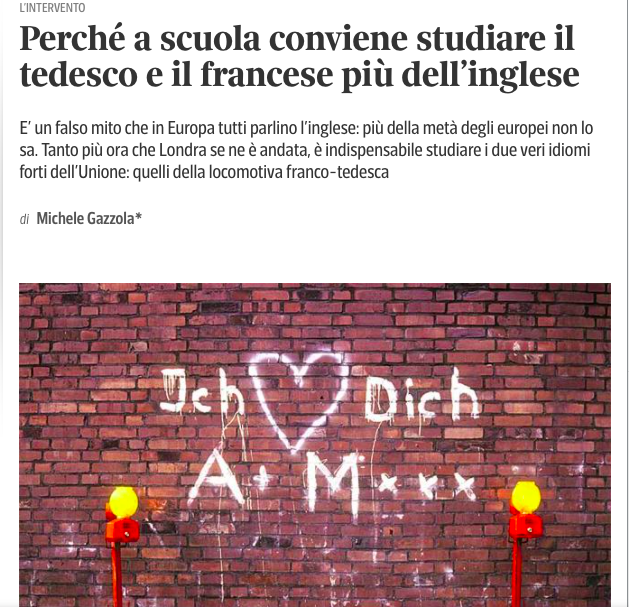 L'INTERVENTO
Perché a scuola conviene studiare il
tedesco e il francese più dell'inglese
E' un falso mito che in Europa tutti parlino l'inglese: più della metà degli europei non lo
sa. Tanto più ora che Londra se ne è andata, è indispensabile studiare i due veri idiomi
forti dell'Unione: quelli della locomotiva franco-tedesca
di Michele Gazzola*
Ich Dich
A + M x x x